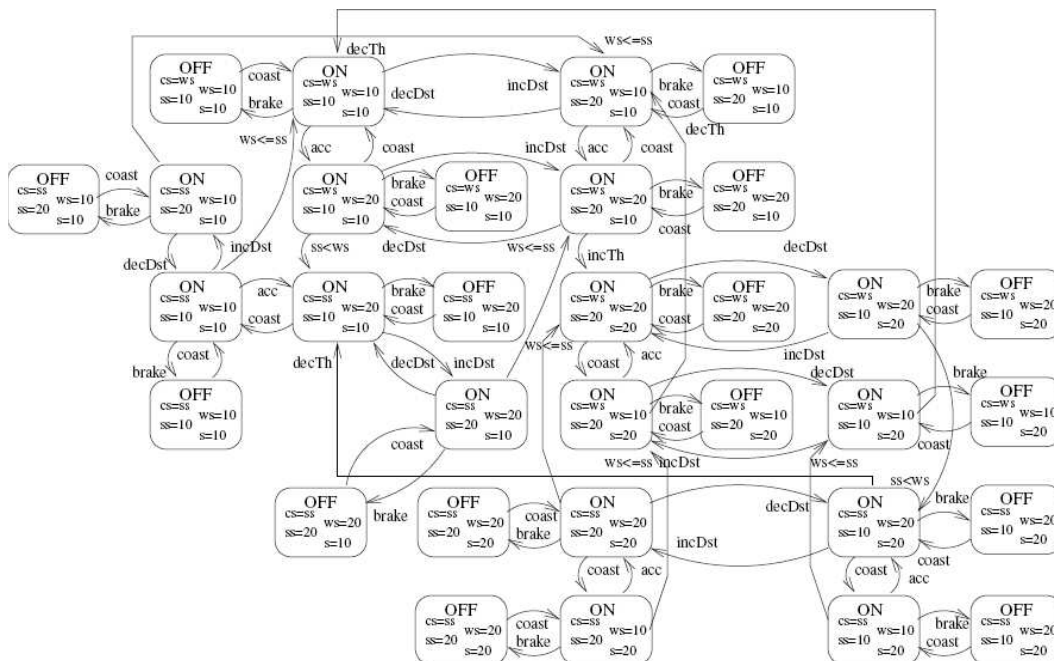 decTh
ws<=ss
OFF
cs=ws
ss=10 ws=10
s=10
coast
brake
ON
cs=ws
ss=10 ws=10
s=10
incDst
decDst
ON
cs=ws
ss=20 ws=10
s=10
brake
coast
OFF
cs=ws
ss=20 ws=10
s=10
decTh
ws<=ss
acc
coast
incDst
acc
coast
OFF
cs=ss
ss=20 ws=10
s=10
coast
brake
ON
cs=ss
ss=20 ws=10
s=10
ON
cs=ws
ss=10 ws=20
s=10
brake
coast
OFF
cs=ws
ss=10 ws=20
s=10
ON
cs=ws
ss=20 ws=20
s=10
brake
coast
OFF
cs=ws
ss=20 ws=20
s=10
decDst
incDst
ss<ws
decDst
ws<=ss
incTh
decDst
ON
cs=ss
ss=10 ws=10
s=10
acc
coast
ON
cs=ss
ss=10 ws=20
s=10
brake
coast
OFF
cs=ss
ss=10 ws=20
s=10
ON
cs=ws
ss=20 ws=20
s=20
brake
coast
OFF
cs=ws
ss=20 ws=20
s=20
ON
cs=ws
ss=10 ws=20
s=20
brake
coast
OFF
cs=ws
ss=10 ws=20
s=20
ws<=ss
brake
coast
decTh
decDst
incDst
coast
acc
incDst
decDst
OFF
cs=ss
ss=10 ws=10
s=10
ON
cs=ss
ss=20 ws=20
s=10
ON
cs=ws
ss=20 ws=10
s=20
brake
coast
OFF
cs=ws
ss=20 ws=10
s=20
ON
cs=ws
ss=10 ws=10
s=20
brake
coast
OFF
cs=ws
ss=10 ws=10
s=20
coast
ws<=ss
incDst
ws<=ss
ss<ws
OFF
cs=ss
ss=20 ws=20
s=10
brake
OFF
cs=ss
ss=20 ws=20
s=20
coast
brake
ON
cs=ss
ss=20 ws=20
s=20
decDst
incDst
ON
cs=ss
ss=10 ws=20
s=20
brake
coast
OFF
cs=ss
ss=10 ws=20
s=20
coast
acc
coast
acc
OFF
cs=ss
ss=20 ws=20
s=20
coast
brake
ON
cs=ss
ss=20 ws=10
s=20
ON
cs=ss
ss=10 ws=10
s=20
brake
coast
OFF
cs=ss
ss=10 ws=10
s=20